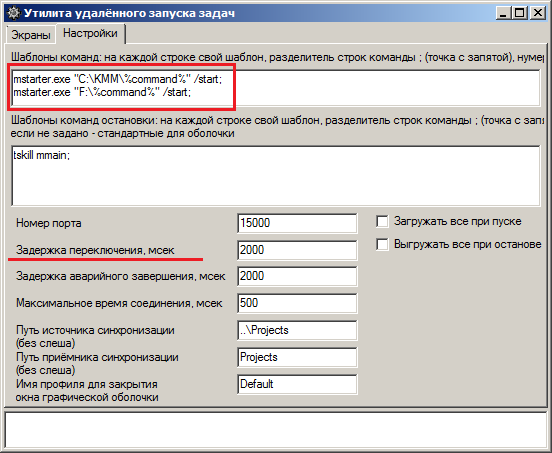 Утилита удалённого запуска задач
Экраны Настройки
Шаблоны команд: на каждой строке свой шаблон, разделитель строк команды ; (точка с запятой), нумер
mstarter.exe "C:\KMM\%command%" /start;
mstarter.exe "F:\%command%" /start;
Шаблоны команд остановки: на каждой строке свой шаблон, разделитель строк команды ; (точка с зап
если не задано - стандартные для оболочки
tskill mmain;
Номер порта 15000 Загружать все при пуске
Задержка переключения, мсек 2000 Выгружать все при останове
Задержка аварийного завершения, мсек 2000
Максимальное время соединения, мсек 500
Путь источника синхронизации
(без слеша) ..\Projects
Путь приёмника синхронизации
(без слеша) Projects
Имя профиля для закрытия
окна графической оболочки Default